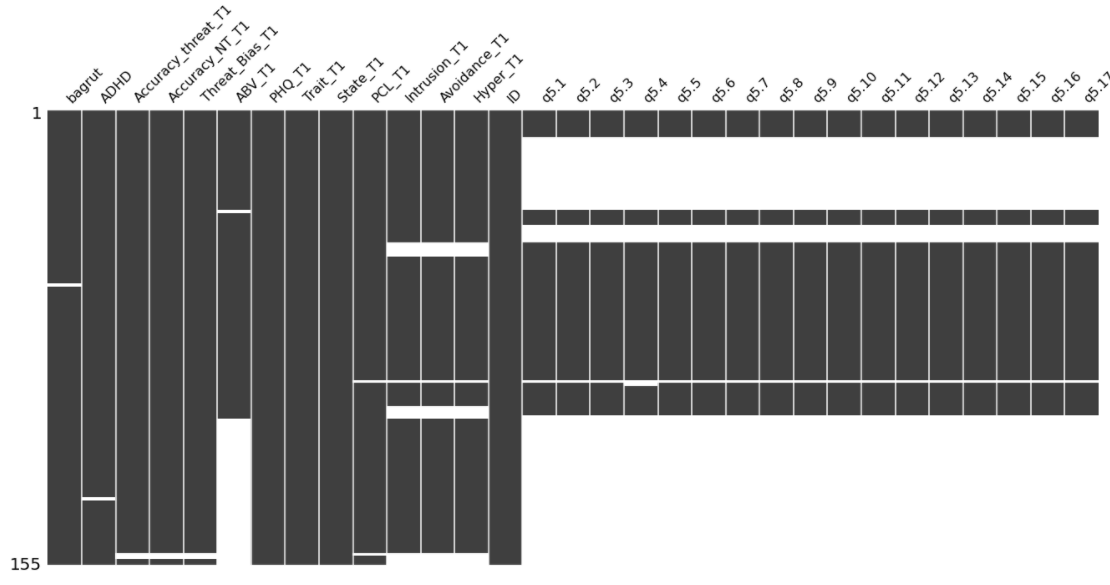 bagrut
ADHD
Accuracy_threat_T1
Accuracy_NT_T1
Threat_Bias_T1
ABV_T1
PHQ_T1
Trait_T1
State_T1
PCL_T1
Intrusion_T1
Avoidance_T1
Hyper_T1
ID
q5.1
q5.2
q5.3
q5.4
q5.5
q5.6
q5.7
q5.8
q5.9
q5.10
q5.11
q5.12
q5.13
q5.14
q5.15
q5.16
q5.17
1
155